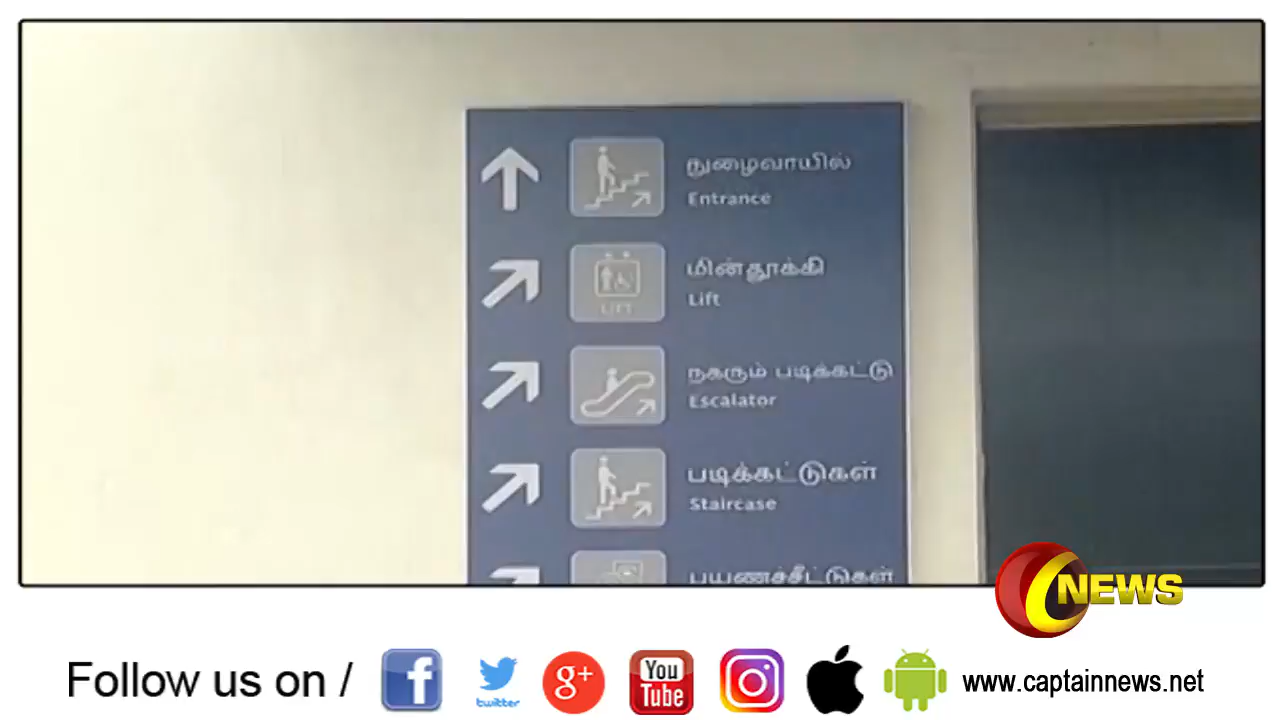 நுழைவாயில்
Entrance
மின்தூக்கி
LIFT
Lift
நகரும் படிக்கட்டு
Escalator
படிக்கட்டுகள்
Staircase
பயணச்சீட்டுகள்
NEWS
Follow us on /
f
twitter
g+
You
Tube
www.captainnews.net